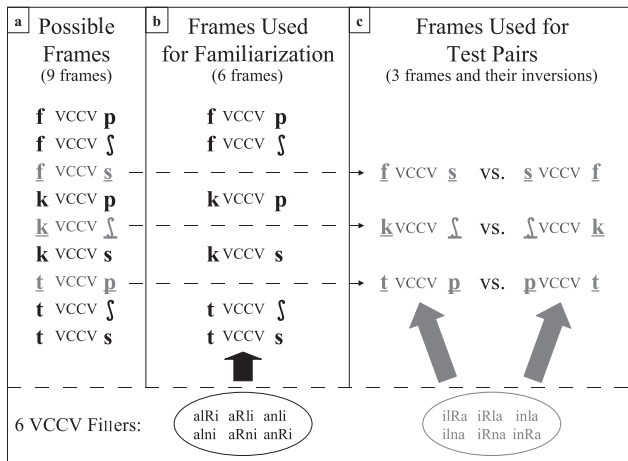 a Possible Frames (9 frames)
f VCCV p
f VCCV ʃ
f VCCV s
k VCCV p
k VCCV ʃ
k VCCV s
t VCCV p
t VCCV ʃ
t VCCV s
b Frames Used for Familiarization (6 frames)
f VCCV p
f VCCV ʃ
k VCCV p
k VCCV s
t VCCV ʃ
t VCCV s
c Frames Used for Test Pairs (3 frames and their inversions)
f VCCV s vs. s VCCV f
k VCCV ʃ vs. ʃ VCCV k
t VCCV p vs. p VCCV t
6 VCCV Fillers:
alRi aRli anli
alni aRni anRi
ilRa iRla inla
ilna iRna inRa